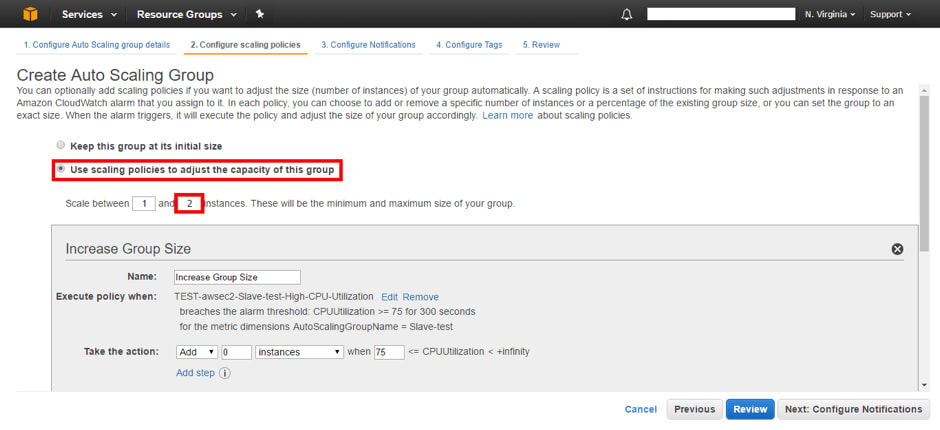 Services Resource Groups N. Virginia Support
1. Configure Auto Scaling group details 2. Configure scaling policies 3. Configure Notifications 4. Configure Tags 5. Review
Create Auto Scaling Group
You can optionally add scaling policies if you want to adjust the size (number of instances) of your group automatically. A scaling policy is a set of instructions for making such adjustments in response to an
Amazon CloudWatch alarm that you assign to it. In each policy, you can choose to add or remove a specific number of instances or a percentage of the existing group size, or you can set the group to an
exact size. When the alarm triggers, it will execute the policy and adjust the size of your group accordingly. Learn more about scaling policies.
Keep this group at its initial size
Use scaling policies to adjust the capacity of this group
Scale between 1 and 2 instances. These will be the minimum and maximum size of your group.
Increase Group Size
Name: Increase Group Size
Execute policy when: TEST-awsec2-Slave-test-High-CPU-Utilization Edit Remove
breaches the alarm threshold: CPUUtilization >= 75 for 300 seconds
for the metric dimensions AutoScalingGroupName = Slave-test
Take the action: Add 0 instances when 75 <= CPUUtilization < +infinity
Add step i
Cancel Previous Review Next: Configure Notifications